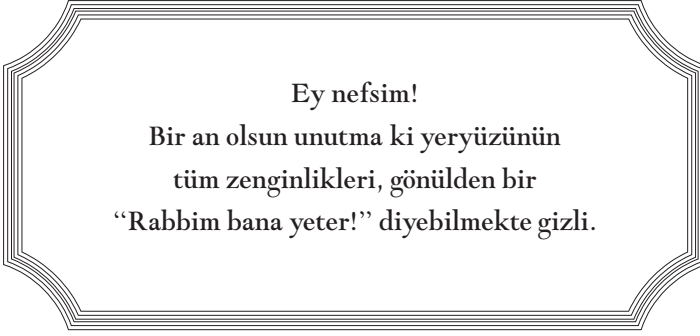 Ey nefsim!
Bir an olsun unutma ki yeryüzünün
tüm zenginlikleri, gönülden bir
“Rabbim bana yeter!” diyebilmekte gizli.